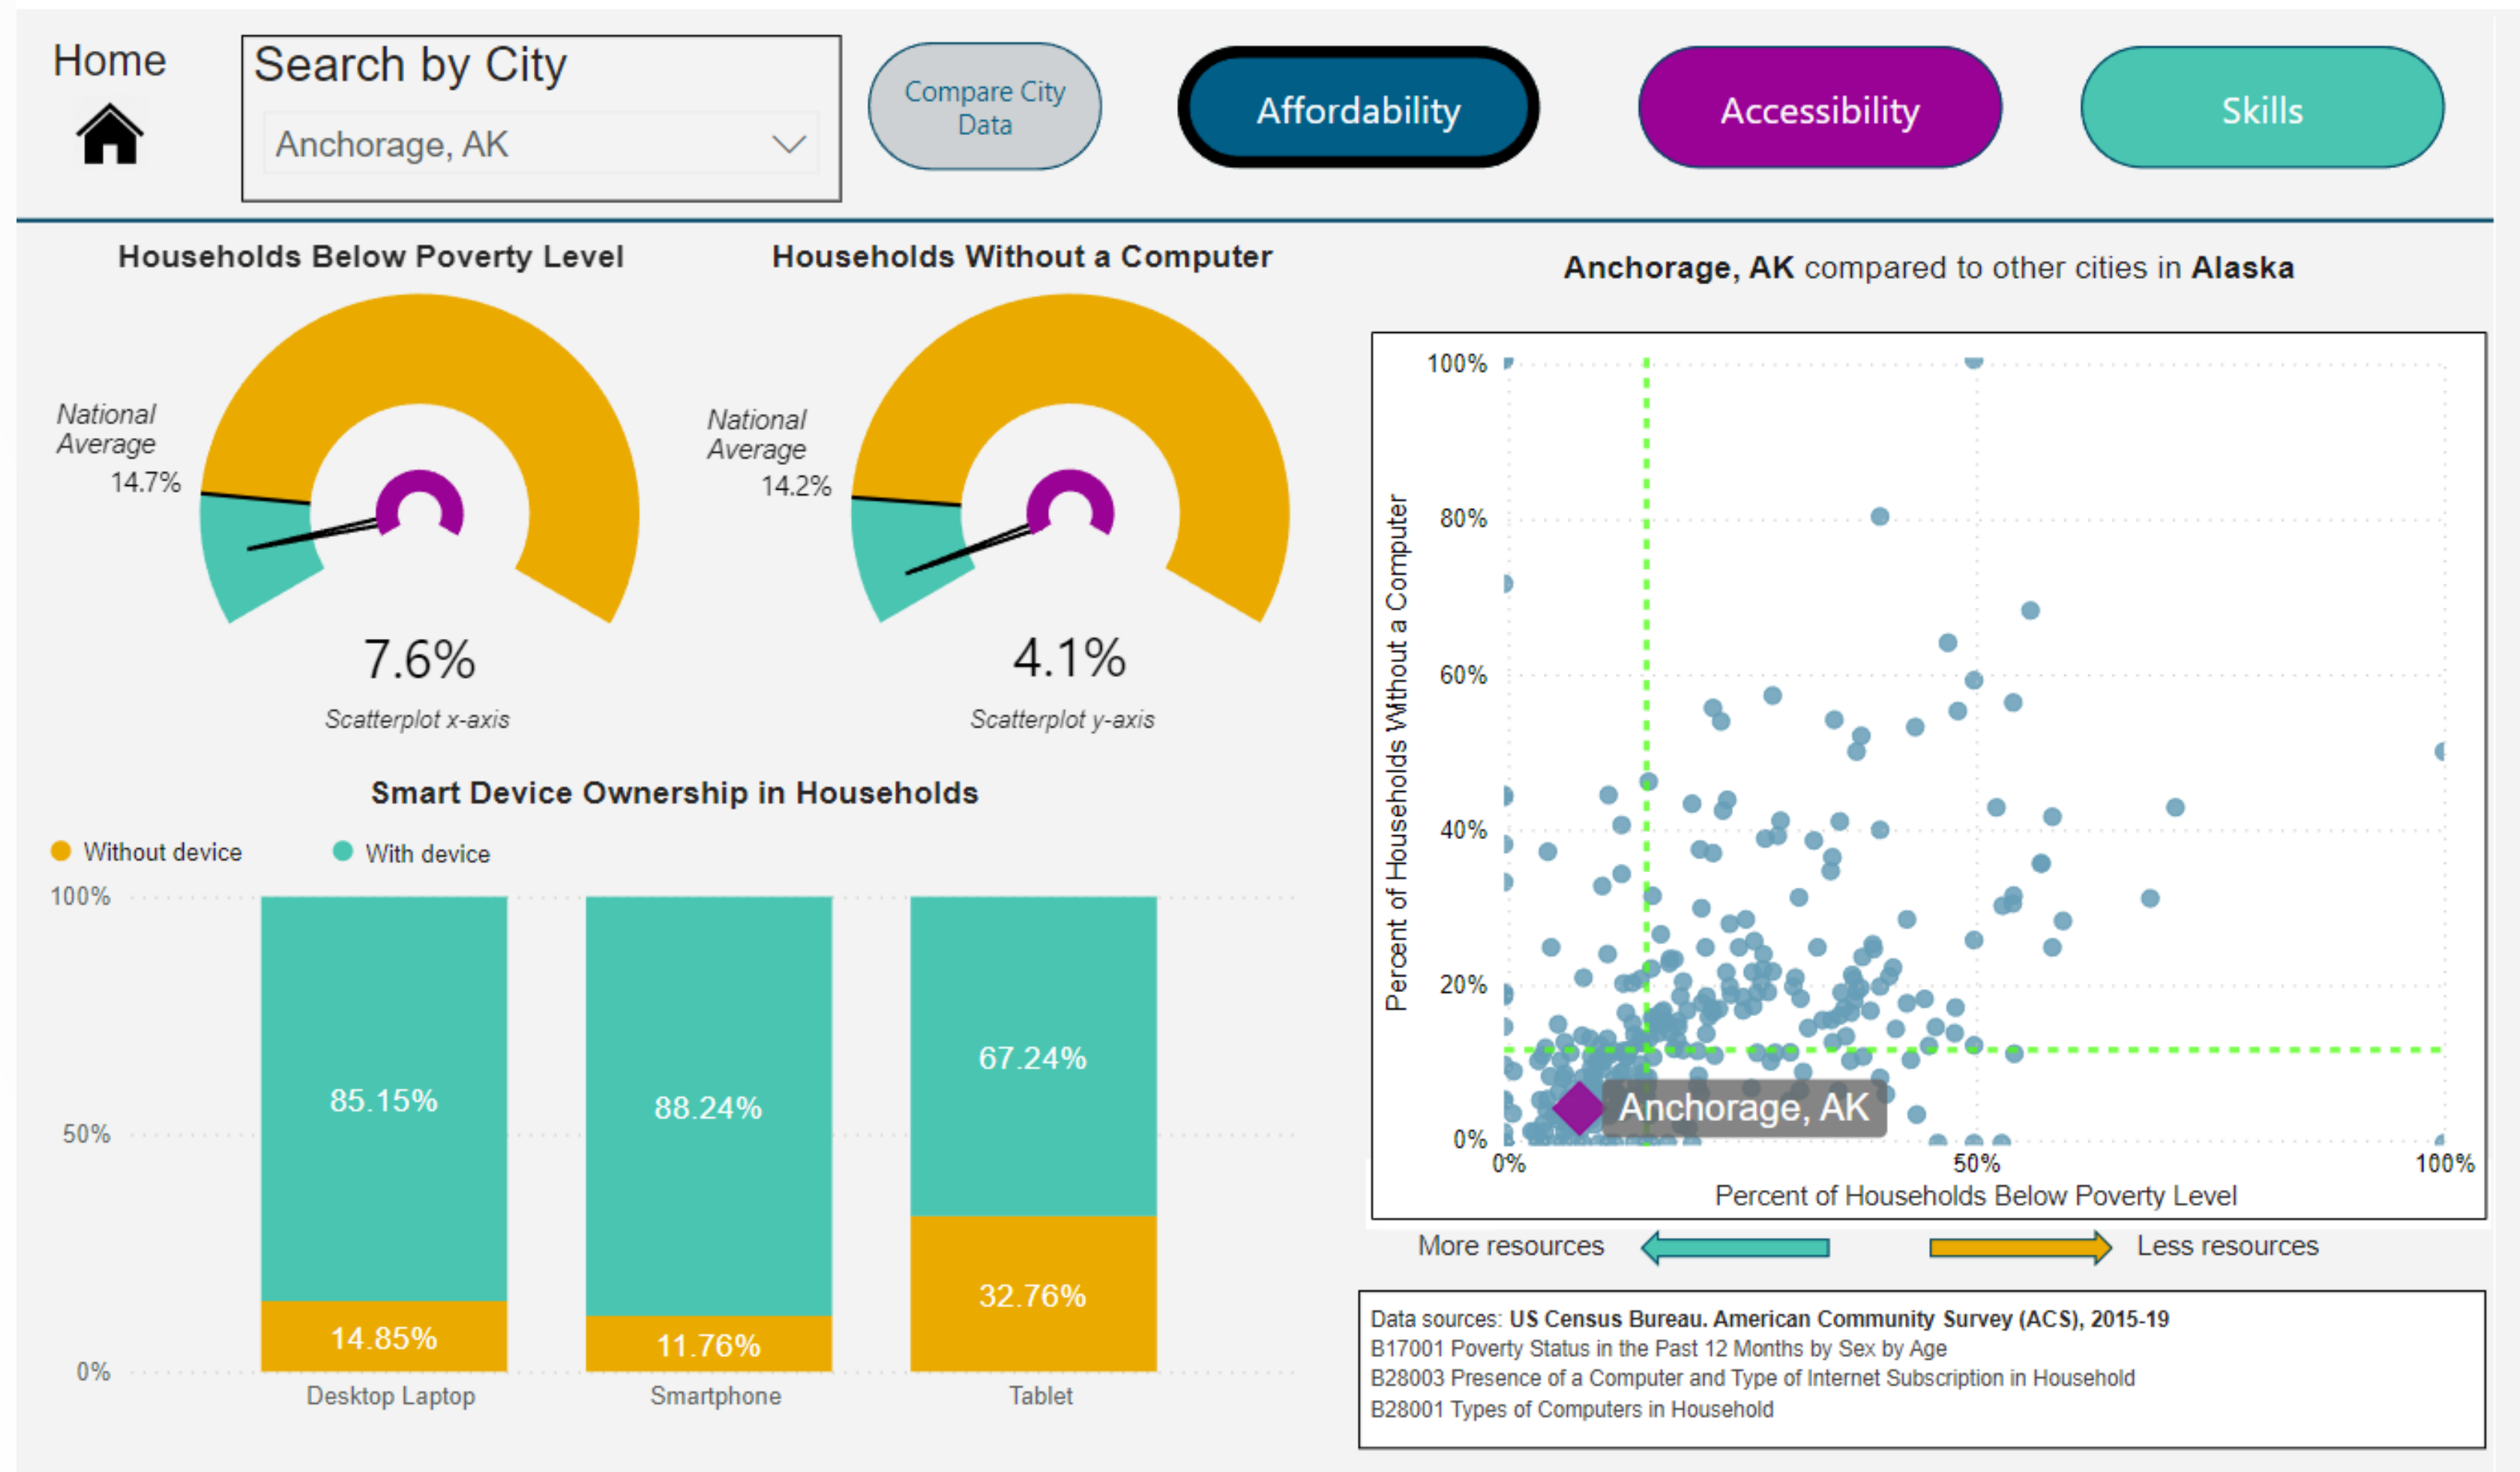 Home
Search by City
Anchorage, AK
Compare City
Data
Affordability
Accessibility
Skills
Households Below Poverty Level
National
Average
14.7%
7.6%
Scatterplot x-axis
Households Without a Computer
National
Average
14.2%
4.1%
Scatterplot y-axis
Smart Device Ownership in Households
Without device
With device
100%
50%
0%
85.15%
14.85%
88.24%
11.76%
67.24%
32.76%
Desktop Laptop
Smartphone
Tablet
Anchorage, AK compared to other cities in Alaska
Percent of Households Without a Computer
100%
80%
60%
40%
20%
0%
Anchorage, AK
0%
50%
100%
Percent of Households Below Poverty Level
More resources
Less resources
Data sources: US Census Bureau. American Community Survey (ACS), 2015-19
B17001 Poverty Status in the Past 12 Months by Sex by Age
B28003 Presence of a Computer and Type of Internet Subscription in Household
B28001 Types of Computers in Household